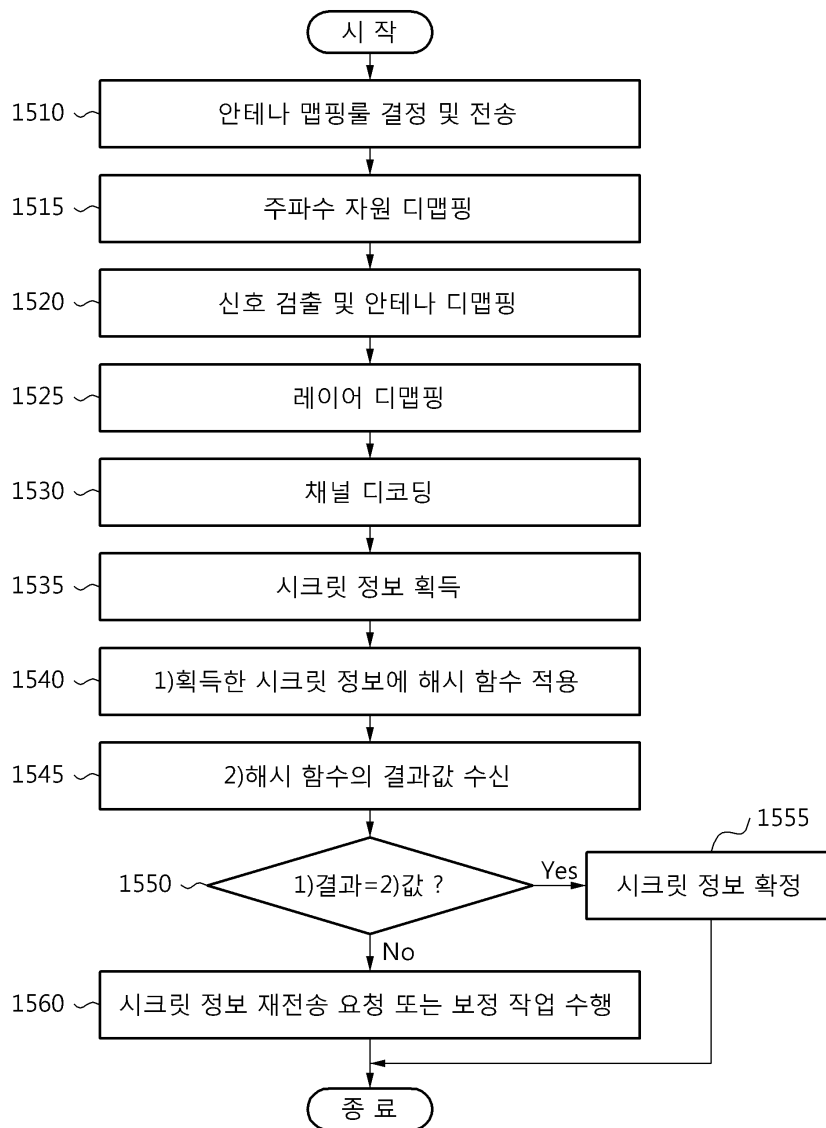 시 작
1510
안테나 맵핑룰 결정 및 전송
1515
주파수 자원 디맵핑
1520
신호 검출 및 안테나 디맵핑
1525
레이어 디맵핑
1530
채널 디코딩
1535
시크릿 정보 획득
1540
1)획득한 시크릿 정보에 해시 함수 적용
1545
2)해시 함수의 결과값 수신
1550
1)결과=2)값 ?
Yes
1555
시크릿 정보 확정
No
1560
시크릿 정보 재전송 요청 또는 보정 작업 수행
종 료